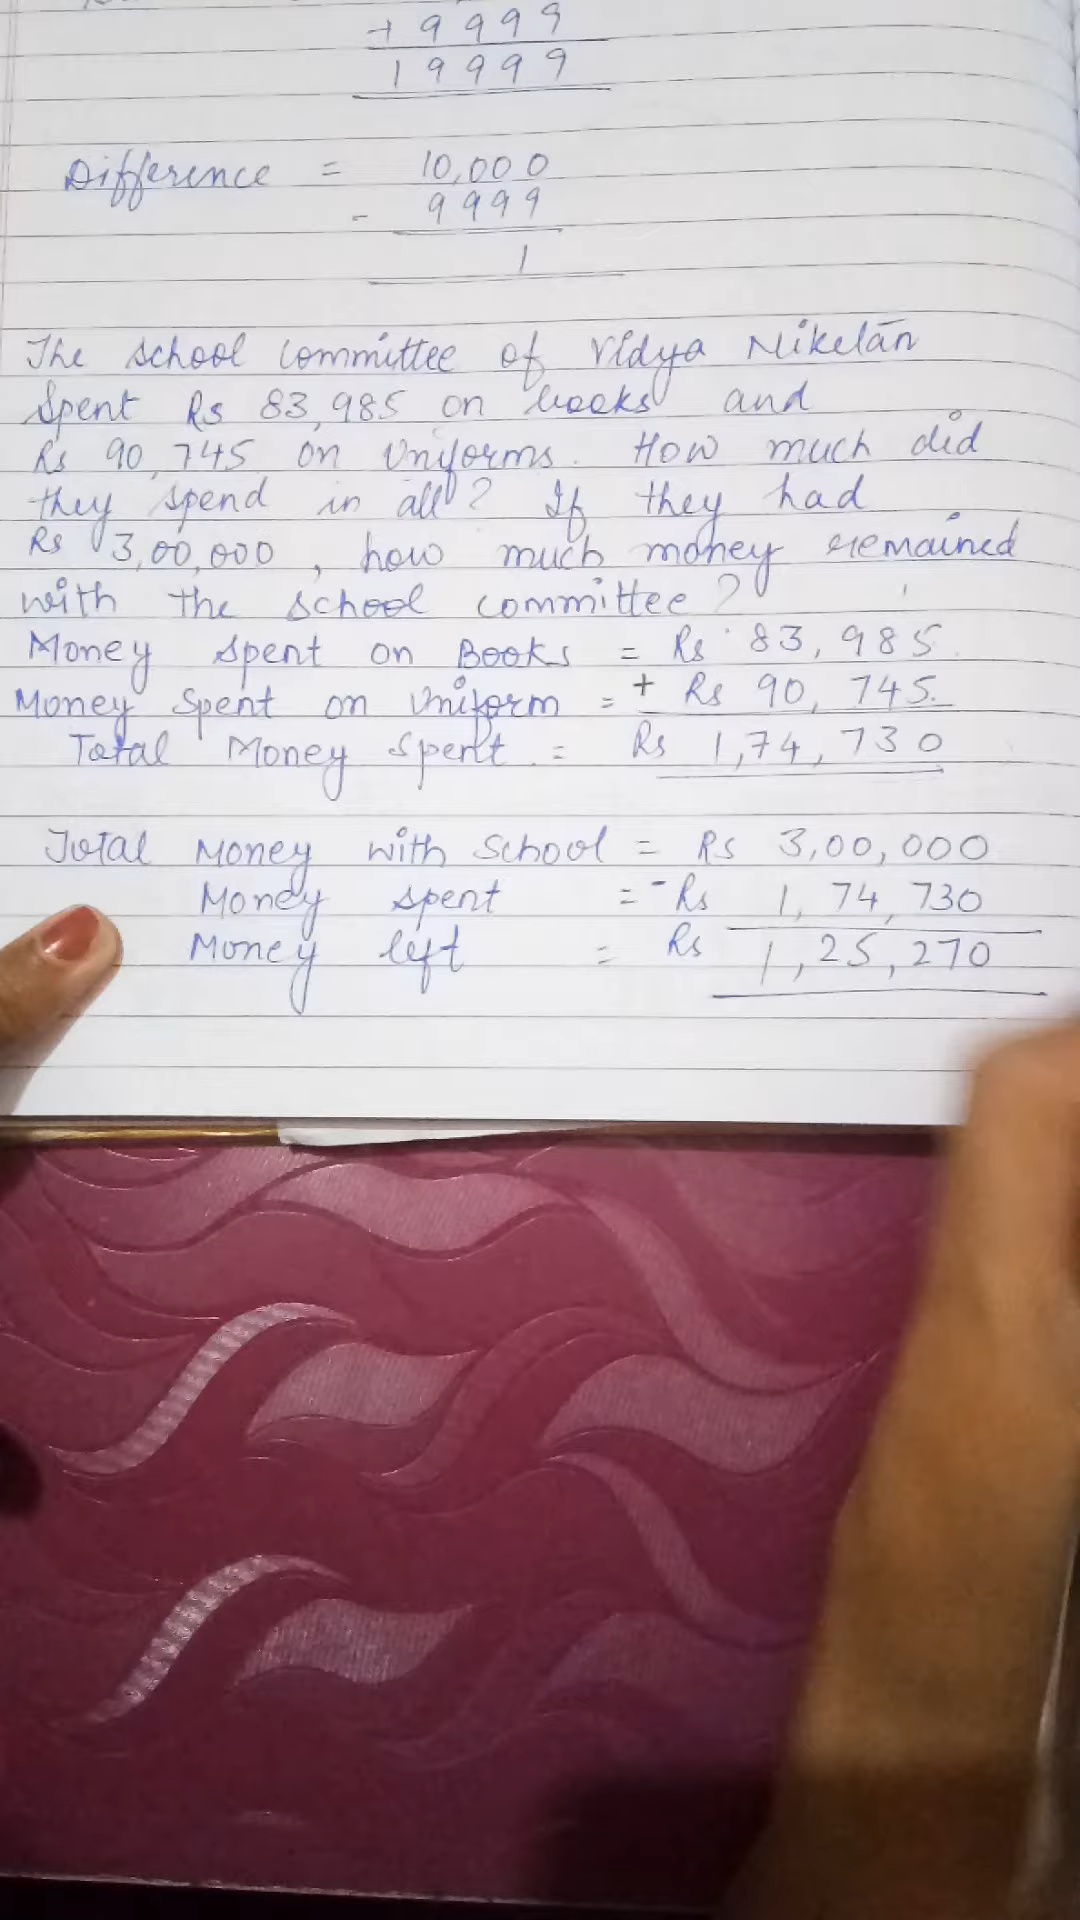 + 9 9 9 9
1 9 9 9 9
Difference = 10,000
- 9999
1
The school committee of Vidya Niketan
Spent Rs 83,985 on books and
Rs 90,745 on Uniforms. How much did
they spend in all? If they had
Rs 3,00,000, how much money remained
with the school committee?
Money spent on Books = Rs 83,985.
Money spent on Uniform = + Rs 90,745.
Total Money spent = Rs 1,74,730
Total Money with School = Rs 3,00,000
Money spent = - Rs 1,74,730
Money left = Rs 1,25,270